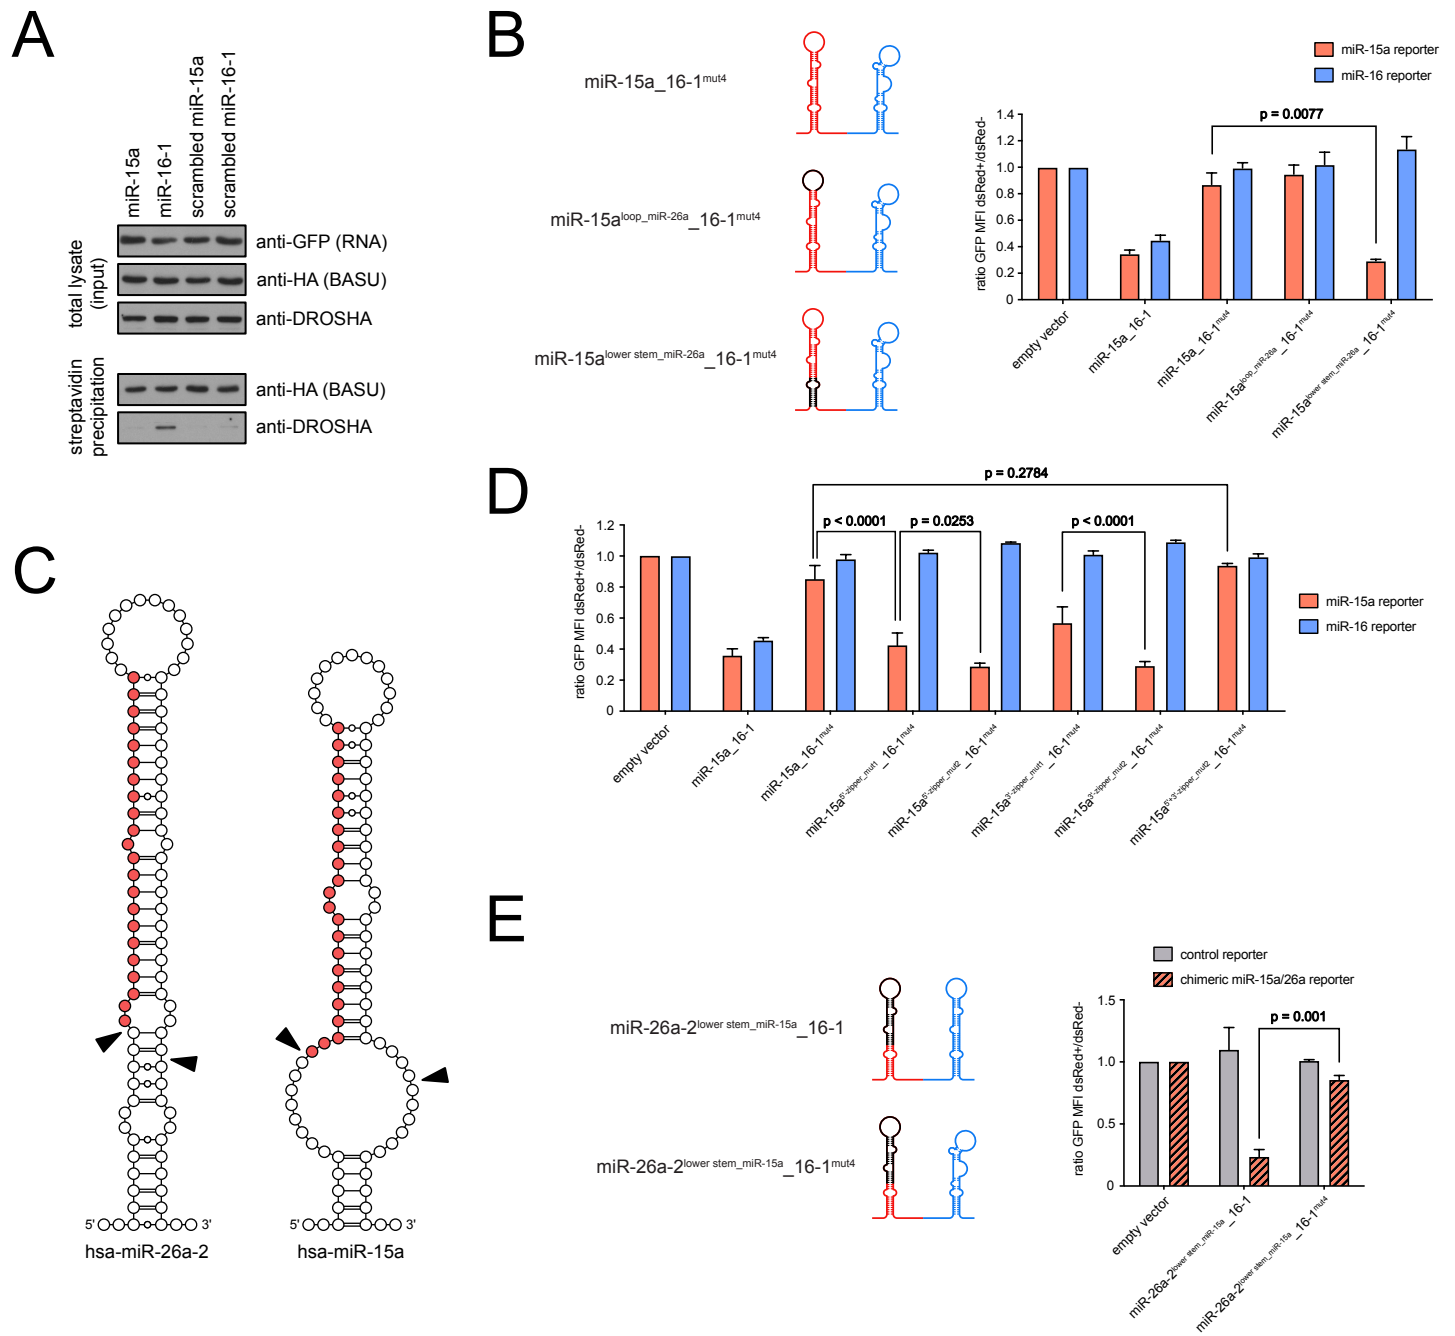 A
miR-15a
miR-16-1
scrambled miR-15a
scrambled miR-16-1
total lysate
(input)
anti-GFP (RNA)
anti-HA (BASU)
anti-DROSHA
streptavidin
precipitation
anti-HA (BASU)
anti-DROSHA
B
miR-15a_16-1mut4
miR-15aloop_miR-26a_16-1mut4
miR-15alower stem_miR-26a_16-1mut4
miR-15a reporter
miR-16 reporter
ratio GFP MFI dsRed+/dsRed-
1.4
1.2
1.0
0.8
0.6
0.4
0.2
0
p = 0.0077
empty vector
miR-15a_16-1
miR-15a_16-1mut4
miR-15aloop_miR-26a_16-1mut4
miR-15alower stem_miR-26a_16-1mut4
C
5'
3'
hsa-miR-26a-2
5'
3'
hsa-miR-15a
D
ratio GFP MFI dsRed+/dsRed-
1.2
1.0
0.8
0.6
0.4
0.2
0
p = 0.2784
p < 0.0001
p = 0.0253
p < 0.0001
miR-15a reporter
miR-16 reporter
empty vector
miR-15a_16-1
miR-15a_16-1mut4
miR-15a5'-zipper_mut1_16-1mut4
miR-15a5'-zipper_mut2_16-1mut4
miR-15a3'-zipper_mut1_16-1mut4
miR-15a3'-zipper_mut2_16-1mut4
miR-15a5'+3'-zipper_mut2_16-1mut4
E
miR-26a-2lower stem_miR-15a_16-1
miR-26a-2lower stem_miR-15a_16-1mut4
control reporter
chimeric miR-15a/26a reporter
ratio GFP MFI dsRed+/dsRed-
1.5
1.0
0.5
0
p = 0.001
empty vector
miR-26a-2lower stem_miR-15a_16-1
miR-26a-2lower stem_miR-15a_16-1mut4